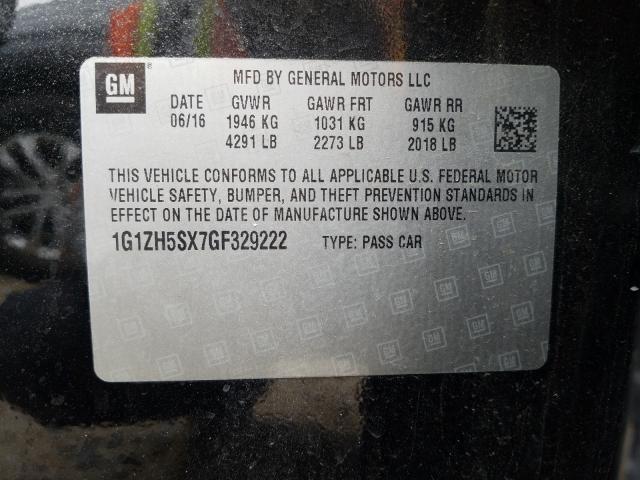 GM ® MFD BY GENERAL MOTORS LLC
DATE GVWR GAWR FRT GAWR RR
06/16 1946 KG 1031 KG 915 KG
4291 LB 2273 LB 2018 LB
THIS VEHICLE CONFORMS TO ALL APPLICABLE U.S. FEDERAL MOTOR
VEHICLE SAFETY, BUMPER, AND THEFT PREVENTION STANDARDS IN
EFFECT ON THE DATE OF MANUFACTURE SHOWN ABOVE.
1G1ZH5SX7GF329222 TYPE: PASS CAR